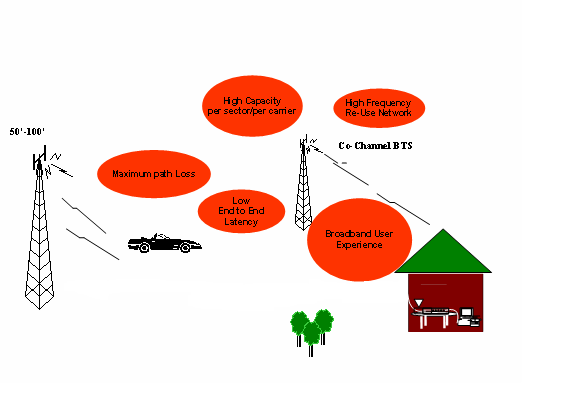 High Capacity
per sector/per carrier
High Frequency
Re-Use Network
50'-100'
Co-Channel BTS
Maximum path Loss
Low
End to End
Latency
Broadband User
Experience